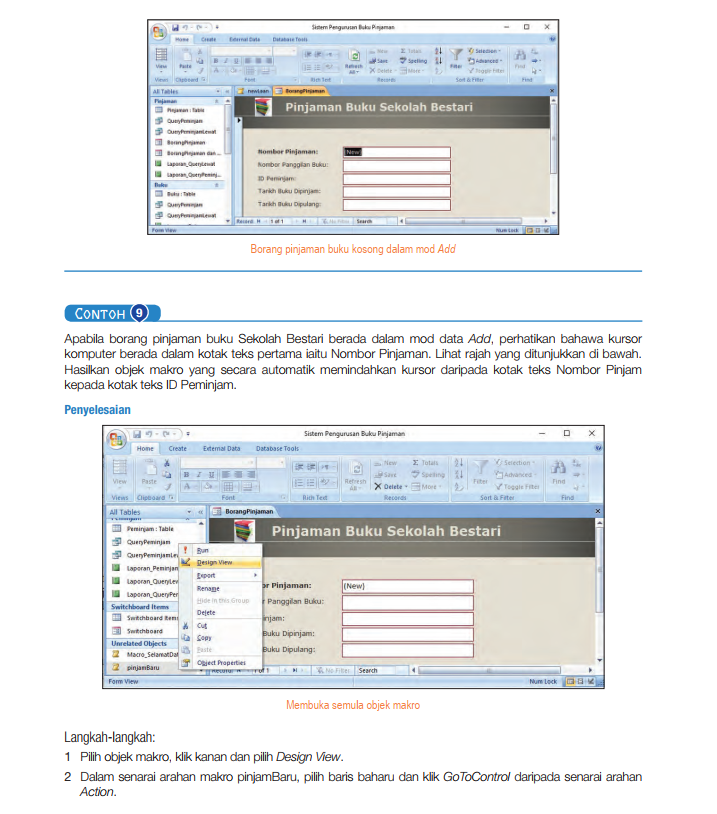 Sistem Pengurusan Buku Pinjaman
Home Create External Data Database Tools
View Paste Refresh All New Save Delete Totals Spelling More Filter Selection Advanced Toggle Filter Find
Views Clipboard Font Rich Text Records Sort & Filter Find
All Tables newLoan BorangPinjaman
Pinjaman
Pinjaman : Table
QueryPeminjam
QueryPeminjamLewat
BorangPinjaman
BorangPinjaman dan ...
Laporan_QueryLewat
Laporan_QueryPeminj...
Buku
Buku : Table
QueryPeminjam
QueryPeminjamLewat
Pinjaman Buku Sekolah Bestari
Nombor Pinjaman: (New)
Nombor Panggilan Buku:
ID Peminjam:
Tarikh Buku Dipinjam:
Tarikh Buku Dipulang:
Record: 1 of 1 No Filter Search
Form View Num Lock
Borang pinjaman buku kosong dalam mod Add
CONTOH 9
Apabila borang pinjaman buku Sekolah Bestari berada dalam mod data Add, perhatikan bahawa kursor
komputer berada dalam kotak teks pertama iaitu Nombor Pinjaman. Lihat rajah yang ditunjukkan di bawah.
Hasilkan objek makro yang secara automatik memindahkan kursor daripada kotak teks Nombor Pinjam
kepada kotak teks ID Peminjam.
Penyelesaian
Sistem Pengurusan Buku Pinjaman
Home Create External Data Database Tools
View Paste Refresh All New Save Delete Totals Spelling More Filter Selection Advanced Toggle Filter Find
Views Clipboard Font Rich Text Records Sort & Filter Find
All Tables BorangPinjaman
Peminjam
Peminjam : Table
QueryPeminjam
QueryPeminjamLe
Laporan_Peminjan
Laporan_QueryLev
Laporan_QueryPer
Switchboard Items
Switchboard Item
Switchboard
Unrelated Objects
Macro_SelamatDat
pinjamBaru
Run
Design View
Export
Rename
Hide in this Group
Delete
Cut
Copy
Paste
Object Properties
Pinjaman Buku Sekolah Bestari
or Pinjaman: (New)
r Panggilan Buku:
njam:
Buku Dipinjam:
Buku Dipulang:
Record: 1 of 1 No Filter Search
Form View Num Lock
Membuka semula objek makro
Langkah-langkah:
1 Pilih objek makro, klik kanan dan pilih Design View.
2 Dalam senarai arahan makro pinjamBaru, pilih baris baharu dan klik GoToControl daripada senarai arahan
Action.